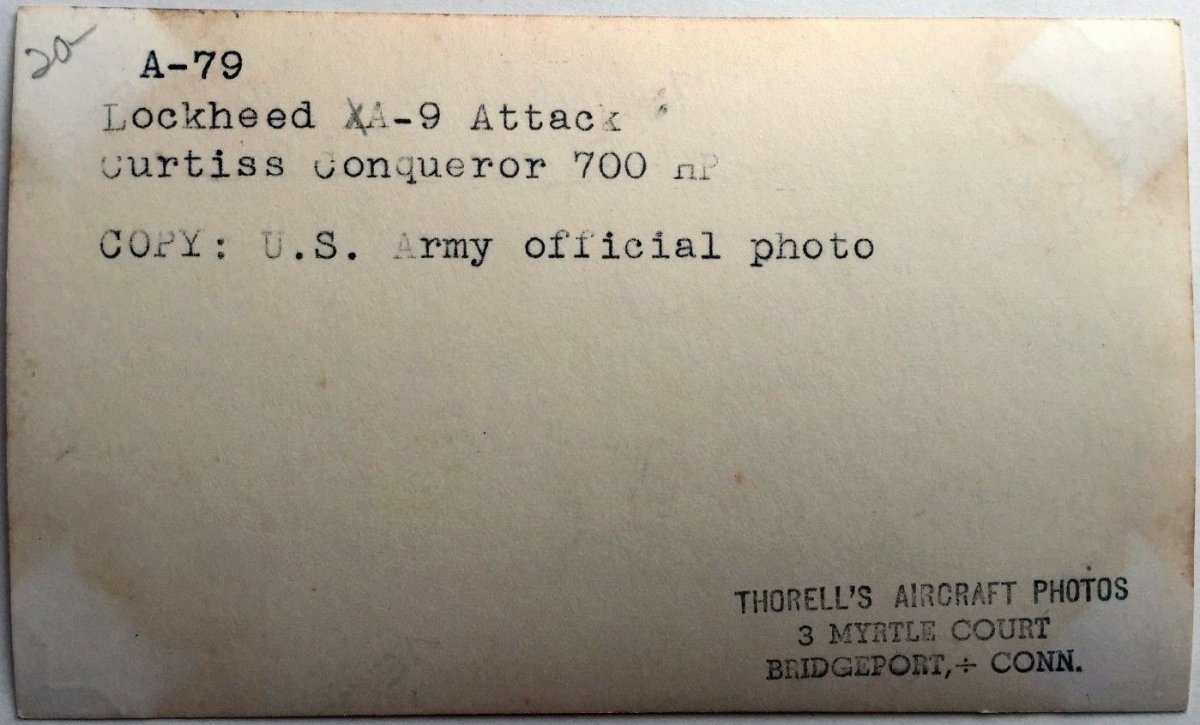 20
A-79
Lockheed XA-9 Attack
Curtiss Conqueror 700 HP
COPY: U.S. Army official photo
THORELL'S AIRCRAFT PHOTOS
3 MYRTLE COURT
BRIDGEPORT,÷ CONN.